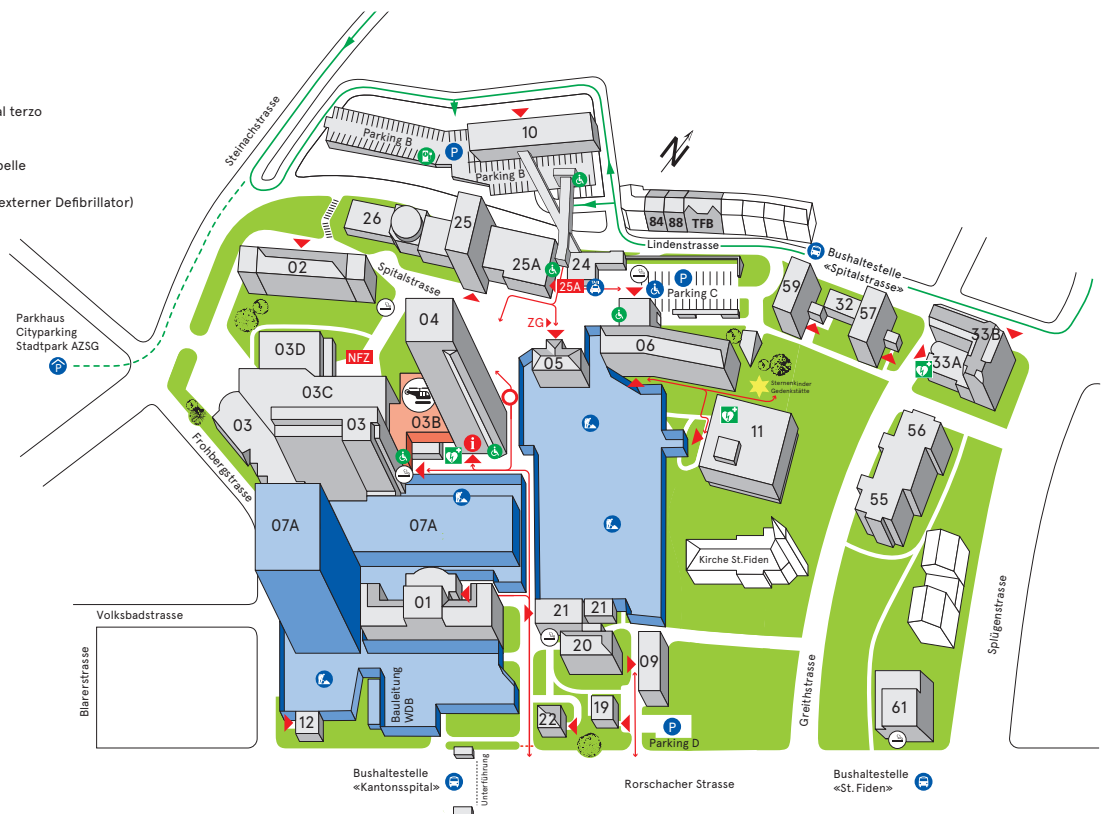 al terzo
pelle
externer Defibrillator)
Steinachstrasse
Parking B
P
10
Parking B
N
84 88 TFB
Lindenstrasse
Bushaltestelle
«Spitalstrasse»
26
25
25A
24
25A
P
Parking C
02
Spitalstrasse
59
32
57
33B
33A
Parkhaus
Cityparking
Stadtpark AZSG
P
04
ZG
03D
NFZ
05
06
Sternenkinder
Gedenkstätte
03C
03
03
03B
i
11
56
55
Frohbergstrasse
07A
07A
Kirche St.Fiden
Volksbadstrasse
01
21
21
20
09
Blarerstrasse
Bauleitung
WDB
12
22
19
P
Parking D
Greithstrasse
Splügenstrasse
61
Bushaltestelle
«Kantonsspital»
Unterführung
Rorschacher Strasse
Bushaltestelle
«St. Fiden»